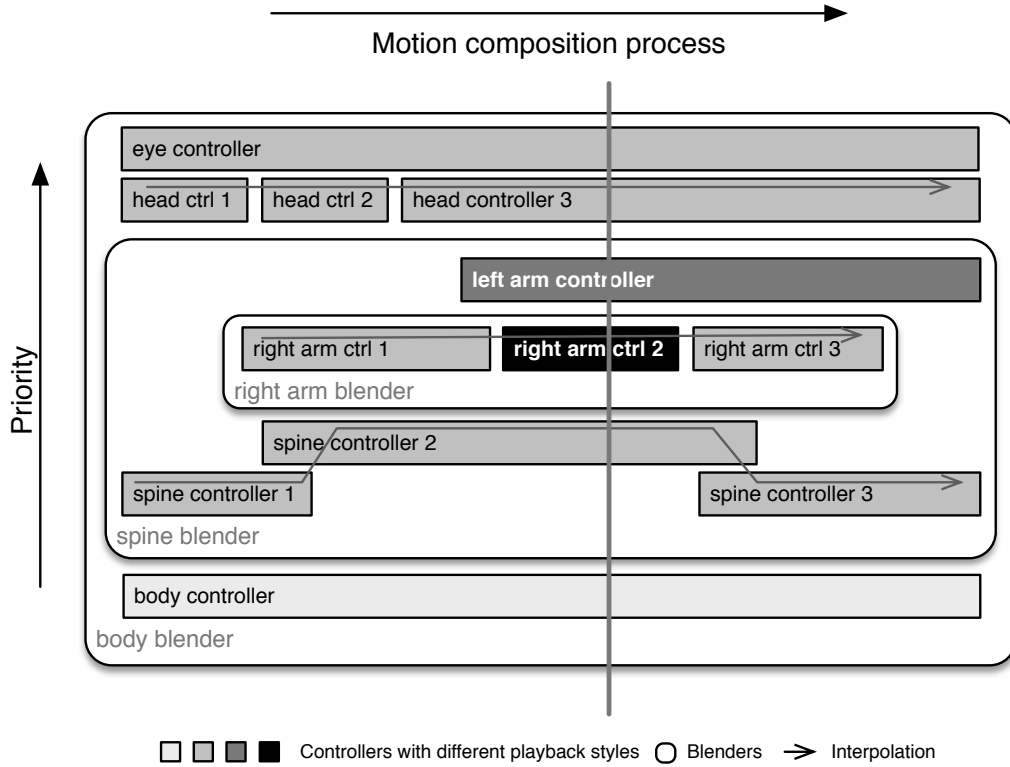 Motion composition process
Priority
eye controller
head ctrl 1 head ctrl 2 head controller 3
left arm controller
right arm ctrl 1 right arm ctrl 2 right arm ctrl 3
right arm blender
spine controller 2
spine controller 1 spine controller 3
spine blender
body controller
body blender
Controllers with different playback styles Blenders Interpolation